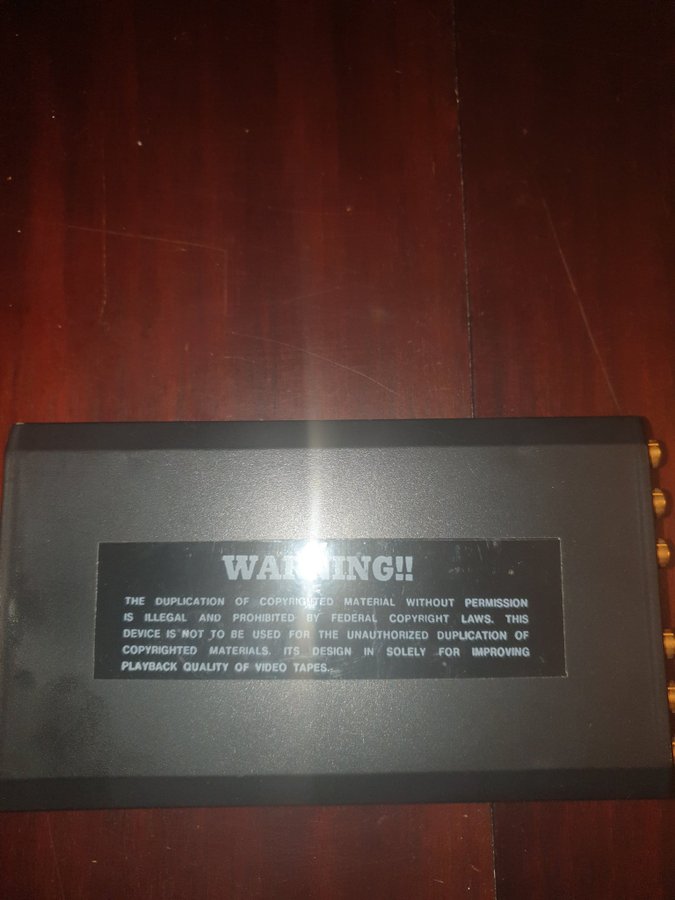 WARNING!!
THE DUPLICATION OF COPYRIGHTED MATERIAL WITHOUT PERMISSION
IS ILLEGAL AND PROHIBITED BY FEDERAL COPYRIGHT LAWS. THIS
DEVICE IS NOT TO BE USED FOR THE UNAUTHORIZED DUPLICATION OF
COPYRIGHTED MATERIALS. ITS DESIGN IN SOLELY FOR IMPROVING
PLAYBACK QUALITY OF VIDEO TAPES.